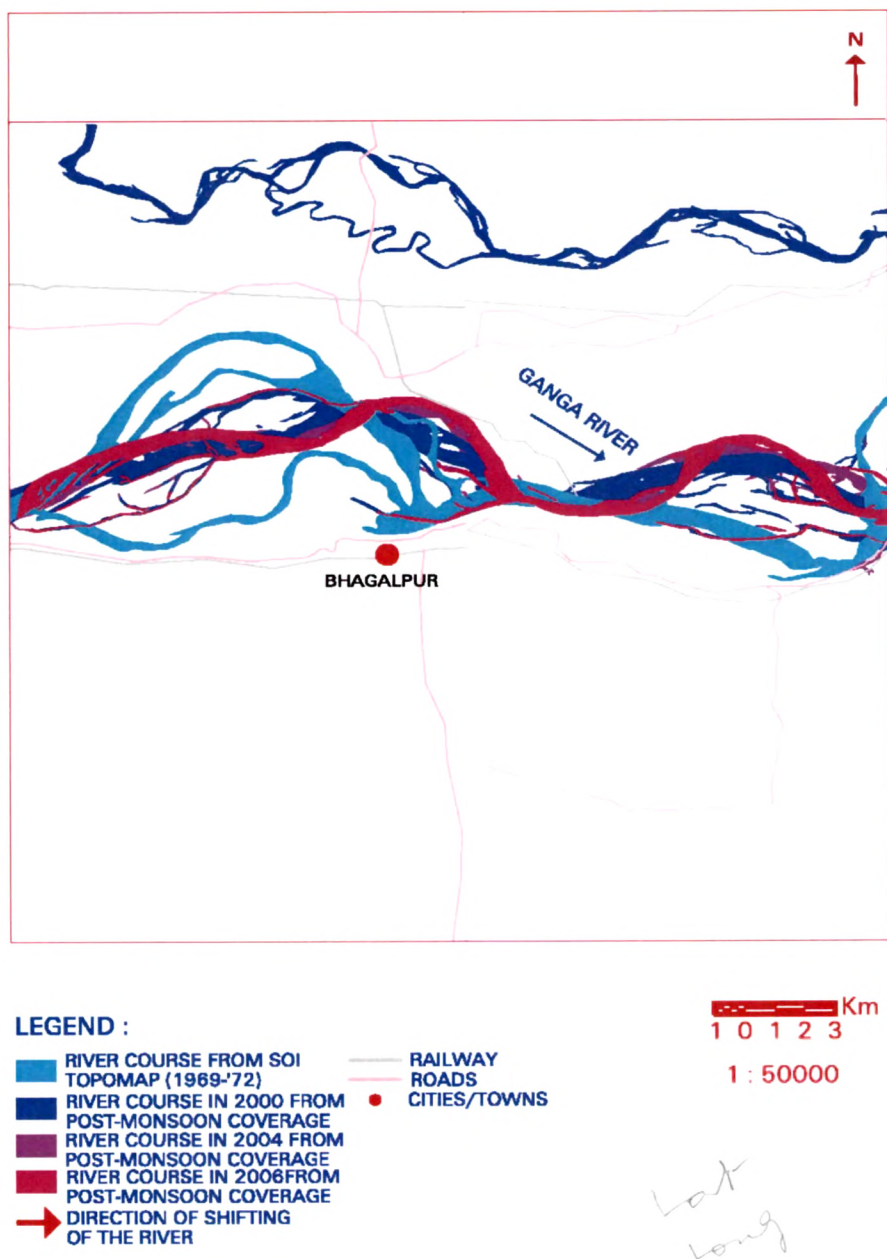 N
GANGA RIVER
BHAGALPUR
LEGEND :
RIVER COURSE FROM SOI
TOPOMAP (1969-'72)
RIVER COURSE IN 2000 FROM
POST-MONSOON COVERAGE
RIVER COURSE IN 2004 FROM
POST-MONSOON COVERAGE
RIVER COURSE IN 2006FROM
POST-MONSOON COVERAGE
DIRECTION OF SHIFTING
OF THE RIVER
RAILWAY
ROADS
CITIES/TOWNS
Km
1 0 1 2 3
1 : 50000
Lat
Long